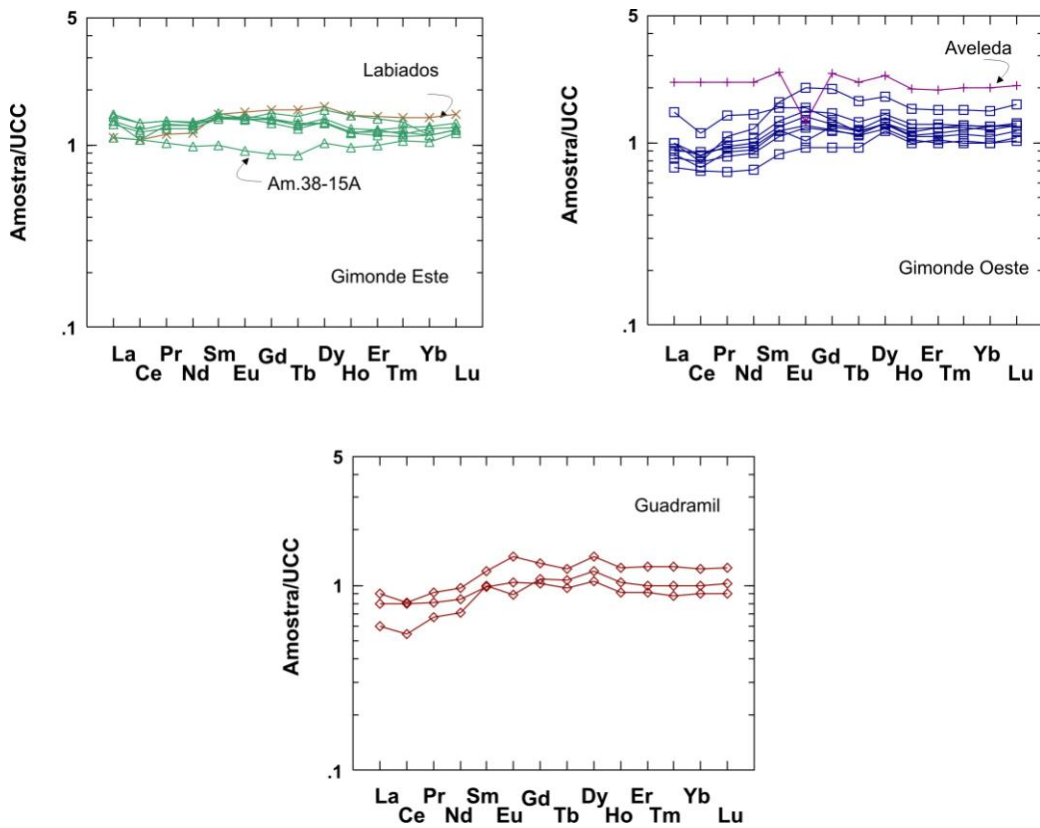 5
Labiados
1
Amostra/UCC
Am.38-15A
Gimonde Este
.1
La Pr Sm Gd Dy Er Yb
Ce Nd Eu Tb Ho Tm Lu
5
Aveleda
1
Amostra/UCC
Gimonde Oeste
.1
La Pr Sm Gd Dy Er Yb
Ce Nd Eu Tb Ho Tm Lu
5
Guadramil
1
Amostra/UCC
.1
La Pr Sm Gd Dy Er Yb
Ce Nd Eu Tb Ho Tm Lu